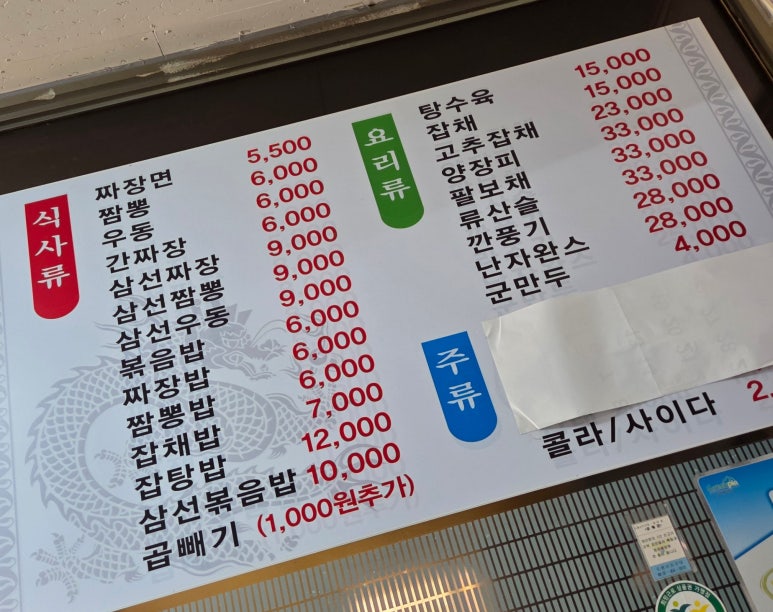 식사류
짜장면 5,500
짬뽕 6,000
우동 6,000
간짜장 6,000
삼선짜장 9,000
삼선짬뽕 9,000
삼선우동 9,000
볶음밥 6,000
짜장밥 6,000
짬뽕밥 6,000
잡채밥 7,000
잡탕밥 12,000
삼선볶음밥 10,000
곱빼기 (1,000원추가)
요리류
탕수육 15,000
잡채 15,000
고추잡채 23,000
양장피 33,000
팔보채 33,000
류산슬 33,000
깐풍기 28,000
난자완스 28,000
군만두 4,000
주류
콜라/사이다 2,